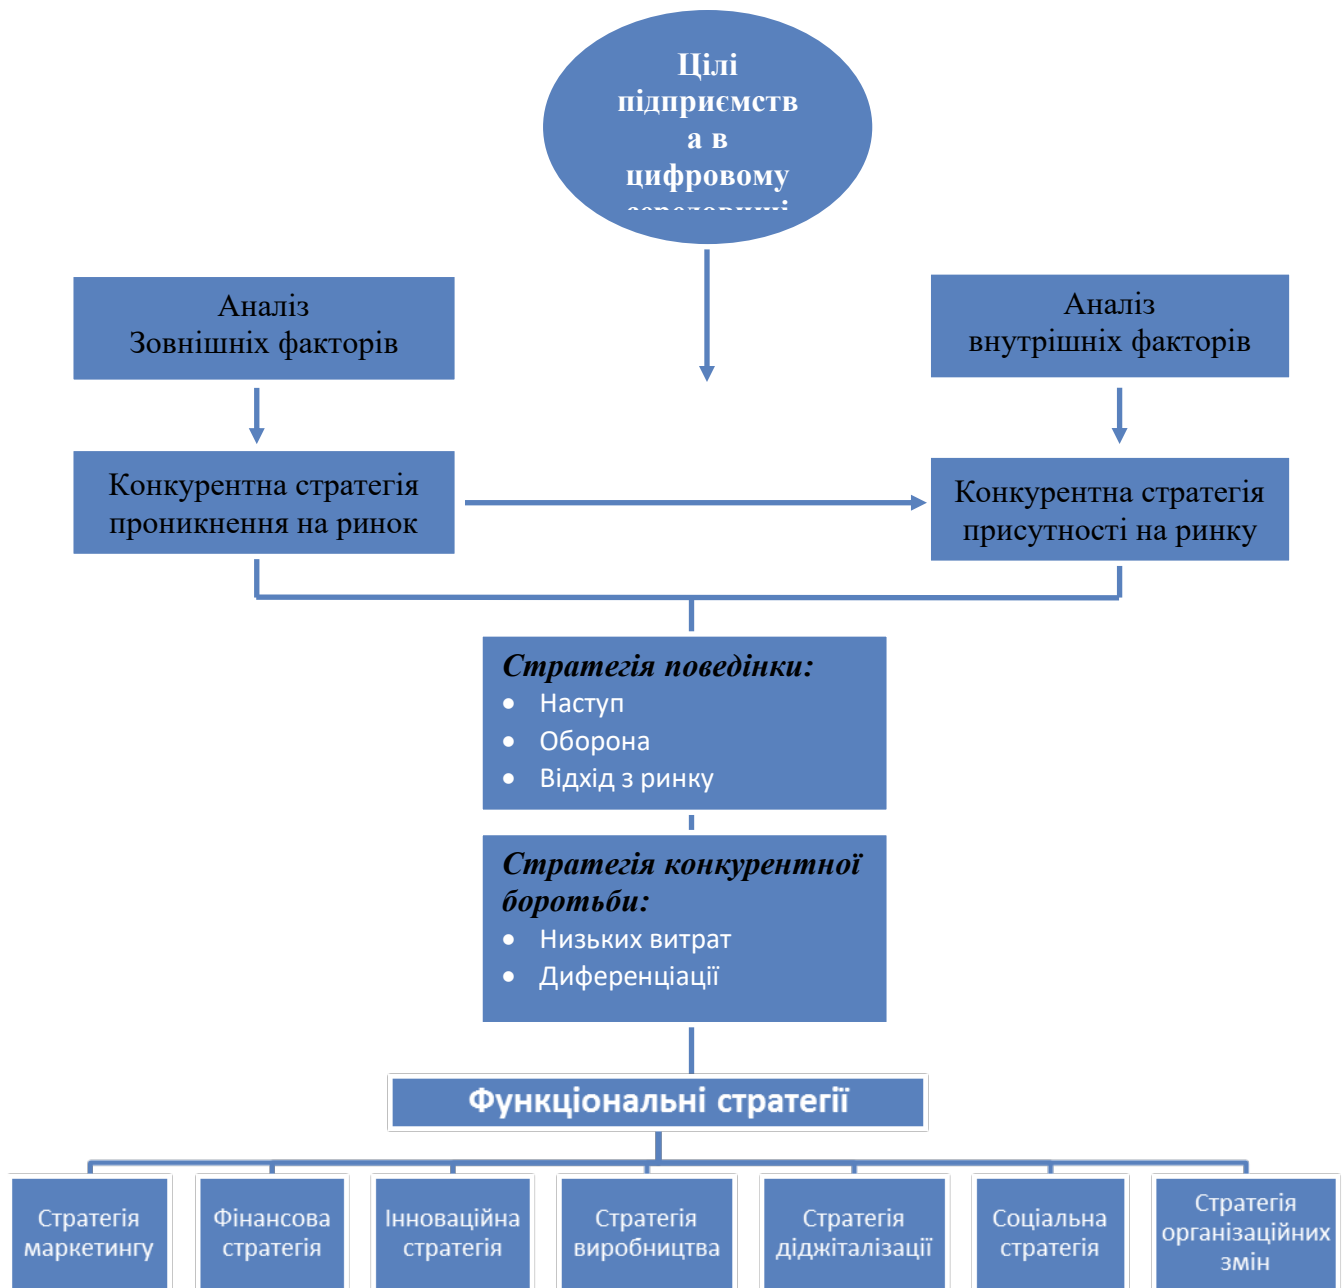 Цілі
підприємств
а в
цифровому
Аналіз
Зовнішніх факторів
Аналіз
внутрішніх факторів
Конкурентна стратегія
проникнення на ринок
Конкурентна стратегія
присутності на ринку
Стратегія поведінки:
• Наступ
• Оборона
• Відхід з ринку
Стратегія конкурентної
боротьби:
• Низьких витрат
• Диференціації
Функціональні стратегії
Стратегія
маркетингу
Фінансова
стратегія
Інноваційна
стратегія
Стратегія
виробництва
Стратегія
діджіталізації
Соціальна
стратегія
Стратегія
організаційних
змін